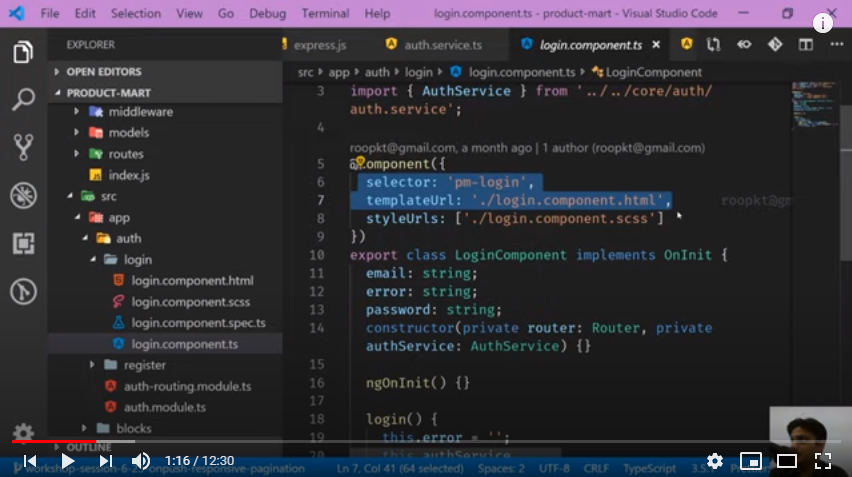 File Edit Selection View Go Debug Terminal Help login.component.ts - product-mart - Visual Studio Code
EXPLORER
express.js auth.service.ts login.component.ts
OPEN EDITORS
src app auth login login.component.ts LoginComponent
PRODUCT-MART
middleware
models
routes
index.js
src
app
auth
login
login.component.html
login.component.scss
login.component.spec.ts
login.component.ts
register
auth-routing.module.ts
auth.module.ts
blocks
OUTLINE
3 import { AuthService } from '../../core/auth/
auth.service';
4
roopkt@gmail.com, a month ago | 1 author (roopkt@gmail.com)
5 @Component({
6 selector: 'pm-login',
7 templateUrl: './login.component.html', roopkt@gm
8 styleUrls: ['./login.component.scss']
9 })
10 export class LoginComponent implements OnInit {
11 email: string;
12 error: string;
13 password: string;
14 constructor(private router: Router, private
authService: AuthService) {}
15
16 ngOnInit() {}
17
18 login() {
19 this.error = '';
20 this.authService
1:16 / 12:30
workshop-session-6-2 onpush-responsive-pagination Ln 7, Col 41 (64 selected) Spaces: 2 UTF-8 CRLF TypeScript 3.5